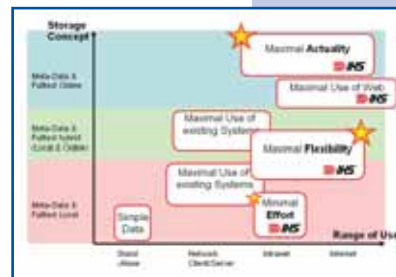 Storage
Concept
Maximal Actuality
IHS
Meta-Data &
Fulltext Online
Maximal Use of Web
IHS
Maximal Use of
existing Systems
Meta-Data &
Fulltext hybrid
(Local & Online)
Maximal Flexibility
IHS
Maximal Use of
existing Systems
Meta-Data &
Fulltext Local
Minimal
Effort
IHS
Simple
Data
Range of Use
Stand
-Alone
Network
Client/Server
Intranet
Internet